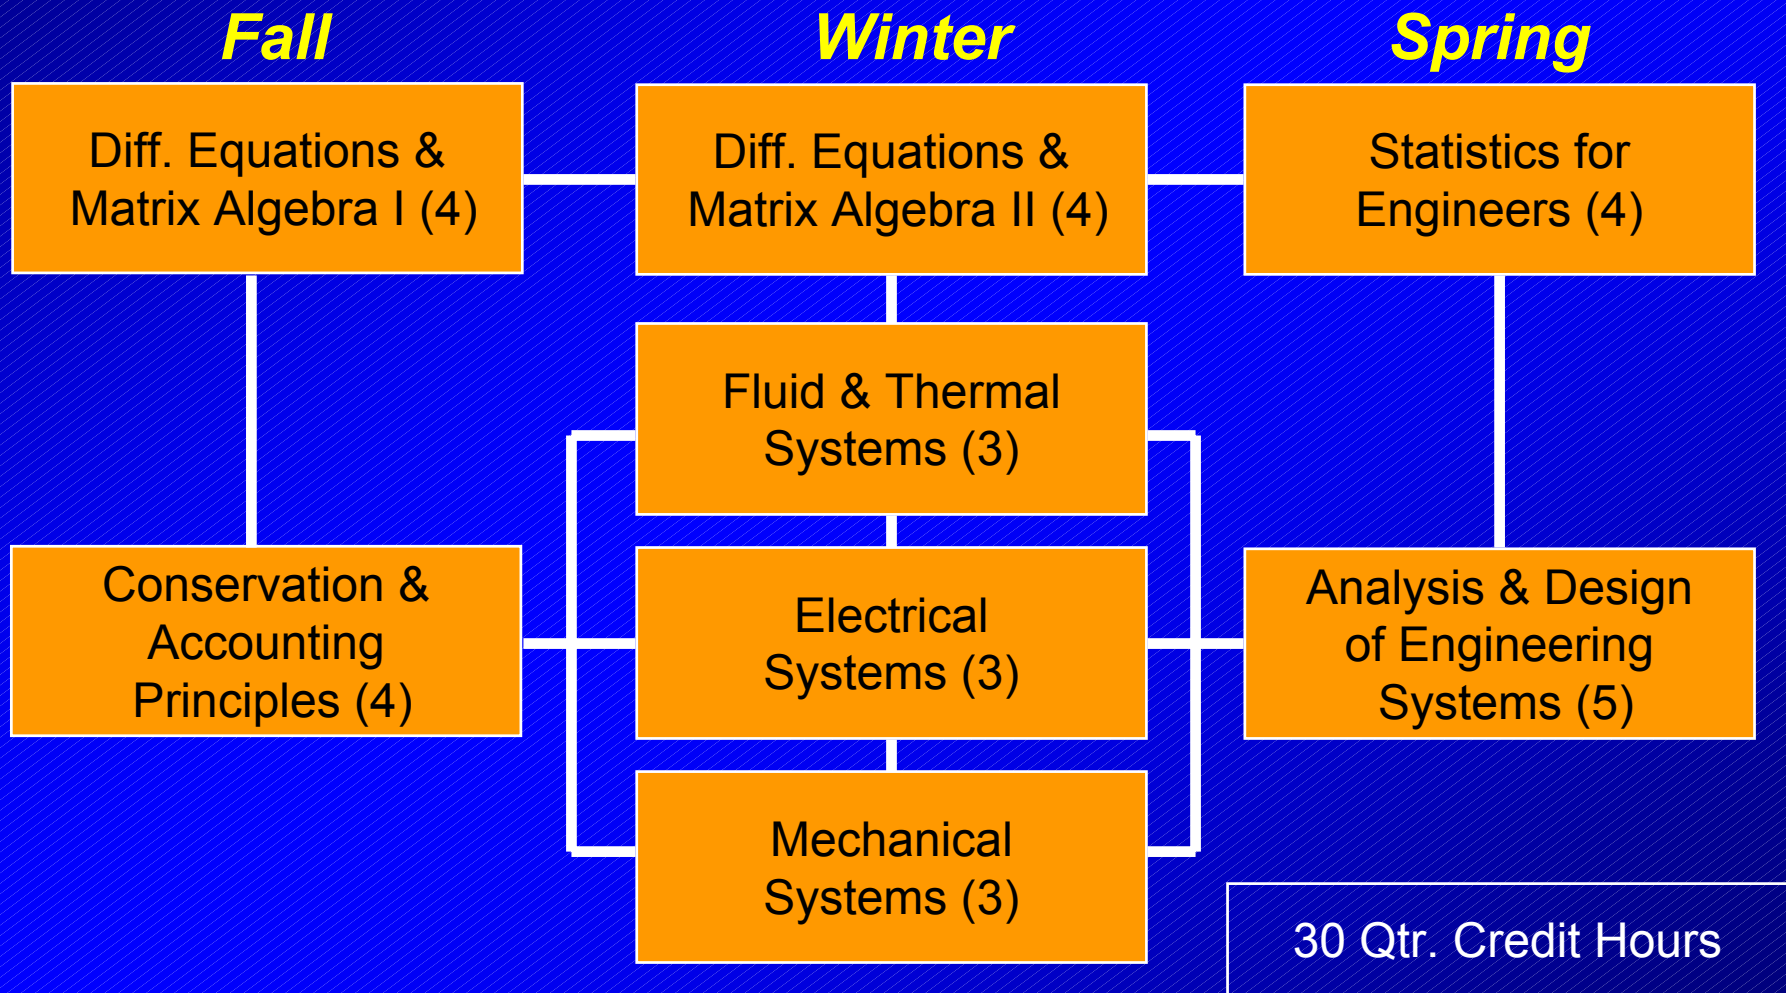 Fall
Winter
Spring
Diff. Equations &
Matrix Algebra I (4)
Diff. Equations &
Matrix Algebra II (4)
Statistics for
Engineers (4)
Fluid & Thermal
Systems (3)
Conservation &
Accounting
Principles (4)
Electrical
Systems (3)
Analysis & Design
of Engineering
Systems (5)
Mechanical
Systems (3)
30 Qtr. Credit Hours